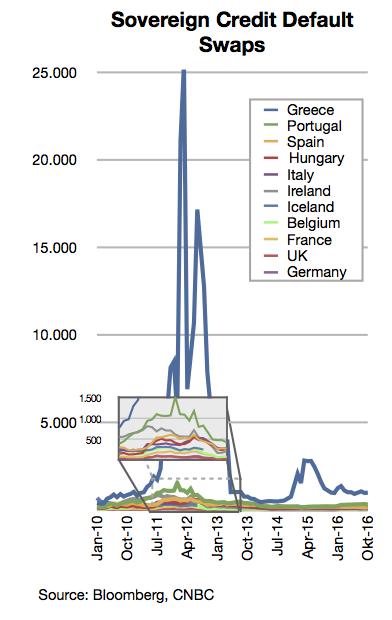 Sovereign Credit Default
Swaps
25.000
20.000
15.000
10.000
5.000
Greece
Portugal
Spain
Hungary
Italy
Ireland
Iceland
Belgium
France
UK
Germany
1.500
1.000
500
Jan-10
Oct-10
Jul-11
Apr-12
Jan-13
Oct-13
Jul-14
Apr-15
Jan-16
Okt-16
Source: Bloomberg, CNBC